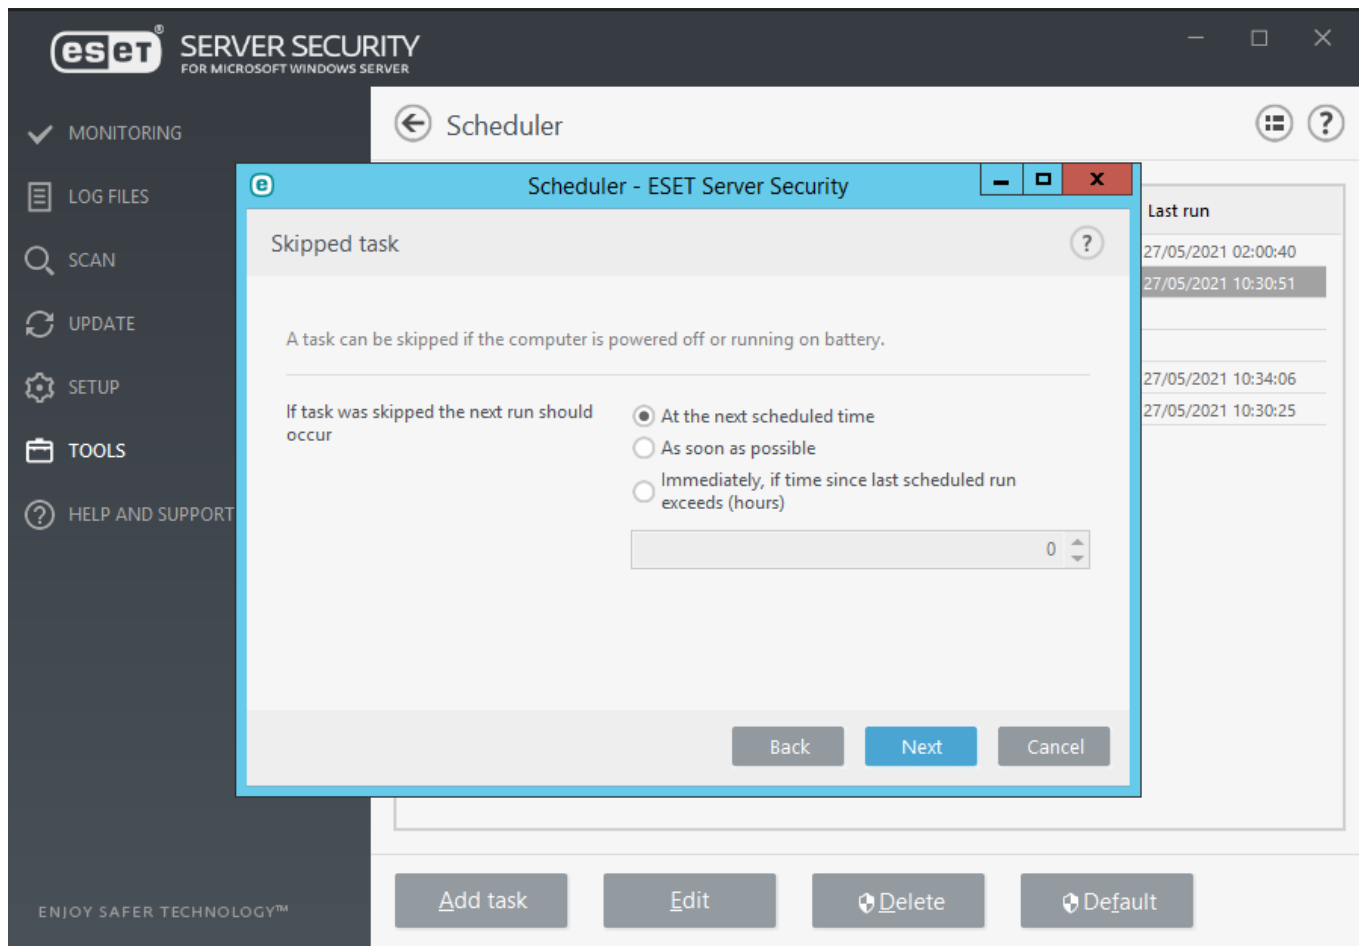 eset® SERVER SECURITY
FOR MICROSOFT WINDOWS SERVER
MONITORING
LOG FILES
SCAN
UPDATE
SETUP
TOOLS
HELP AND SUPPORT
ENJOY SAFER TECHNOLOGY™
Scheduler
?
Last run
27/05/2021 02:00:40
27/05/2021 10:30:51
27/05/2021 10:34:06
27/05/2021 10:30:25
e
Scheduler - ESET Server Security
Skipped task
?
A task can be skipped if the computer is powered off or running on battery.
If task was skipped the next run should
occur
At the next scheduled time
As soon as possible
Immediately, if time since last scheduled run
exceeds (hours)
0
Back Next Cancel
Add task Edit Delete Default